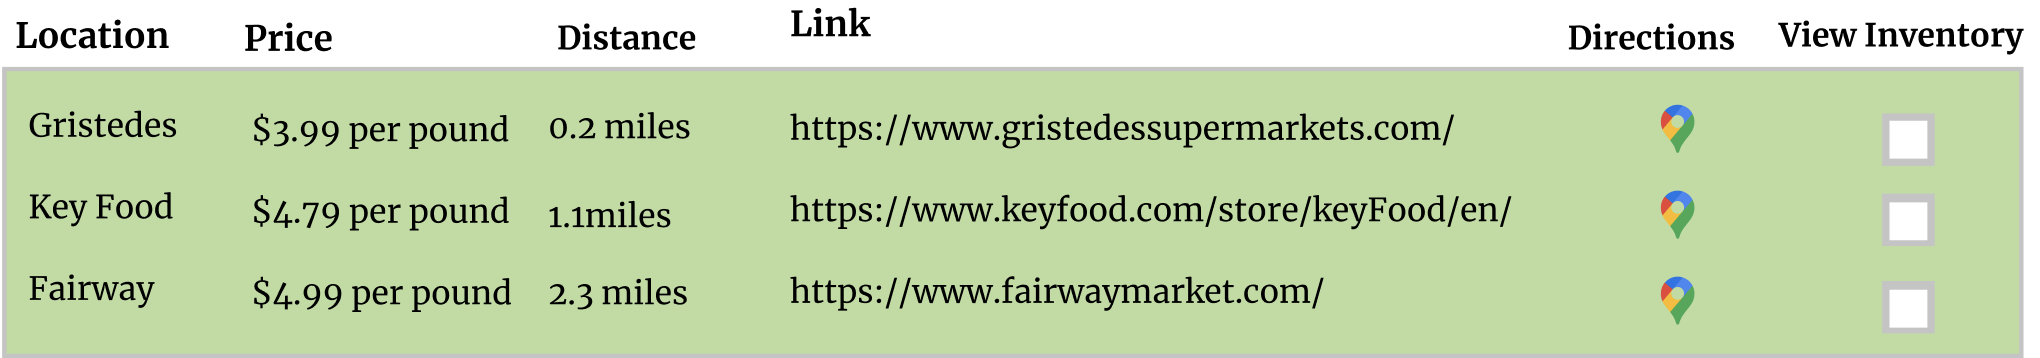 Location Price Distance Link Directions View Inventory
Gristedes $3.99 per pound 0.2 miles https://www.gristedessupermarkets.com/
Key Food $4.79 per pound 1.1miles https://www.keyfood.com/store/keyFood/en/
Fairway $4.99 per pound 2.3 miles https://www.fairwaymarket.com/